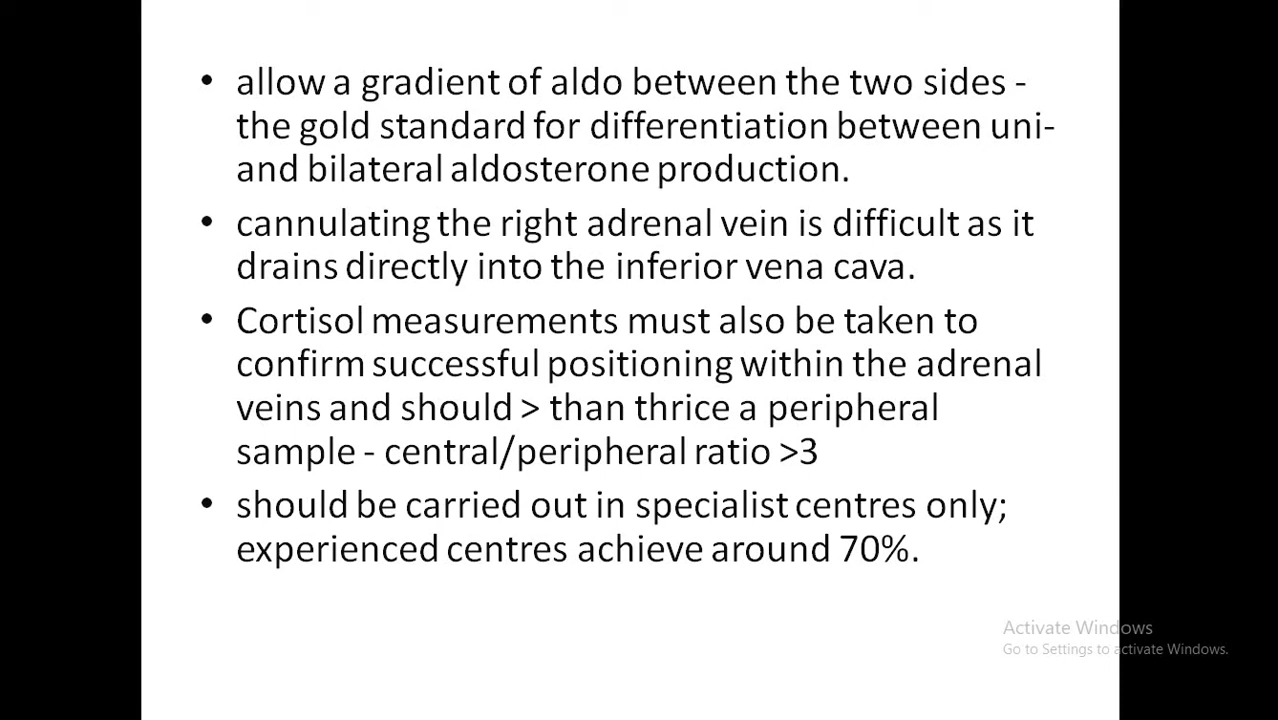 • allow a gradient of aldo between the two sides -
the gold standard for differentiation between uni-
and bilateral aldosterone production.
• cannulating the right adrenal vein is difficult as it
drains directly into the inferior vena cava.
• Cortisol measurements must also be taken to
confirm successful positioning within the adrenal
veins and should > than thrice a peripheral
sample - central/peripheral ratio >3
• should be carried out in specialist centres only;
experienced centres achieve around 70%.
Activate Windows
Go to Settings to activate Windows.